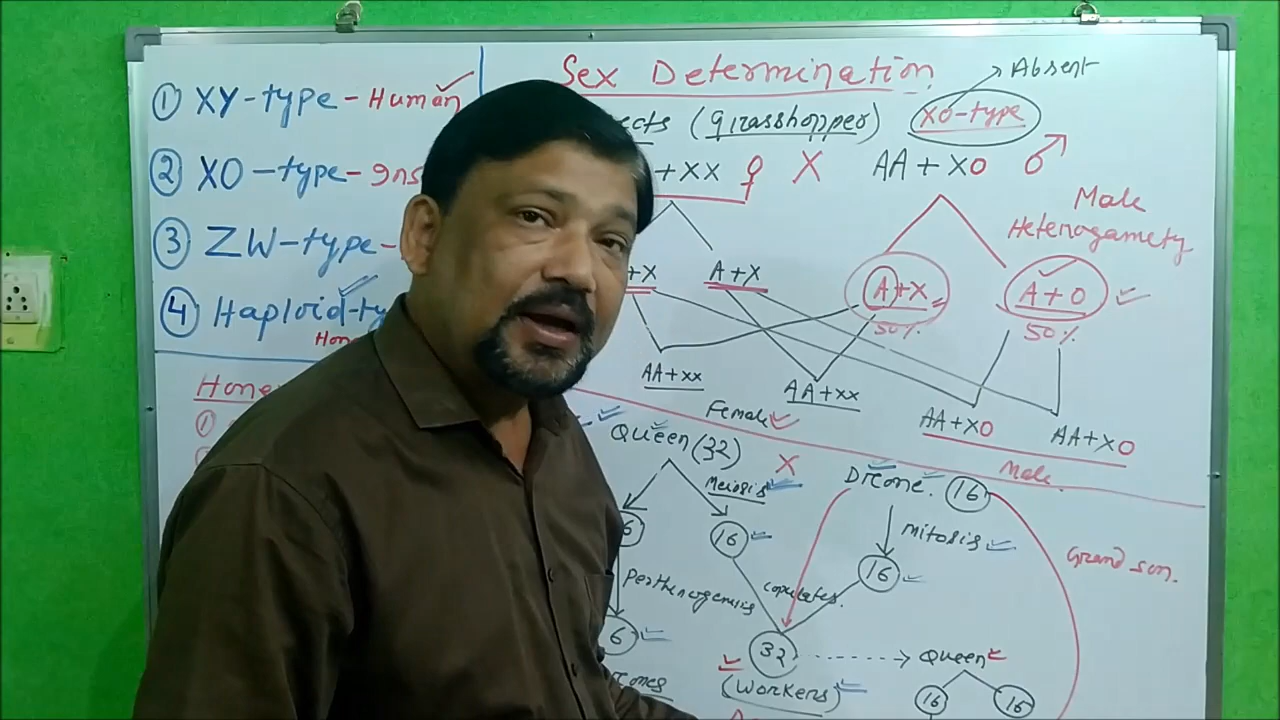 Sex Determination
① XY-type-Human
② XO-type-Ins
③ ZW-type-
④ Haploid-ty
Hon
Hone
①
ects (grasshopper)
XO-type
Absent
+XX ♀ X AA+XO ♂
Male
Heterogamety
+X
A+X
A+X
A+O
50%
50%
AA+XX
AA+XX
AA+XO
AA+XO
Female
Male
Queen (32) X Drone. 16
Meiosis
mitosis
6
16
16
Grand son.
Parthenogenesis
copulates.
6
32
Queen
ones
(Workers)
16
16